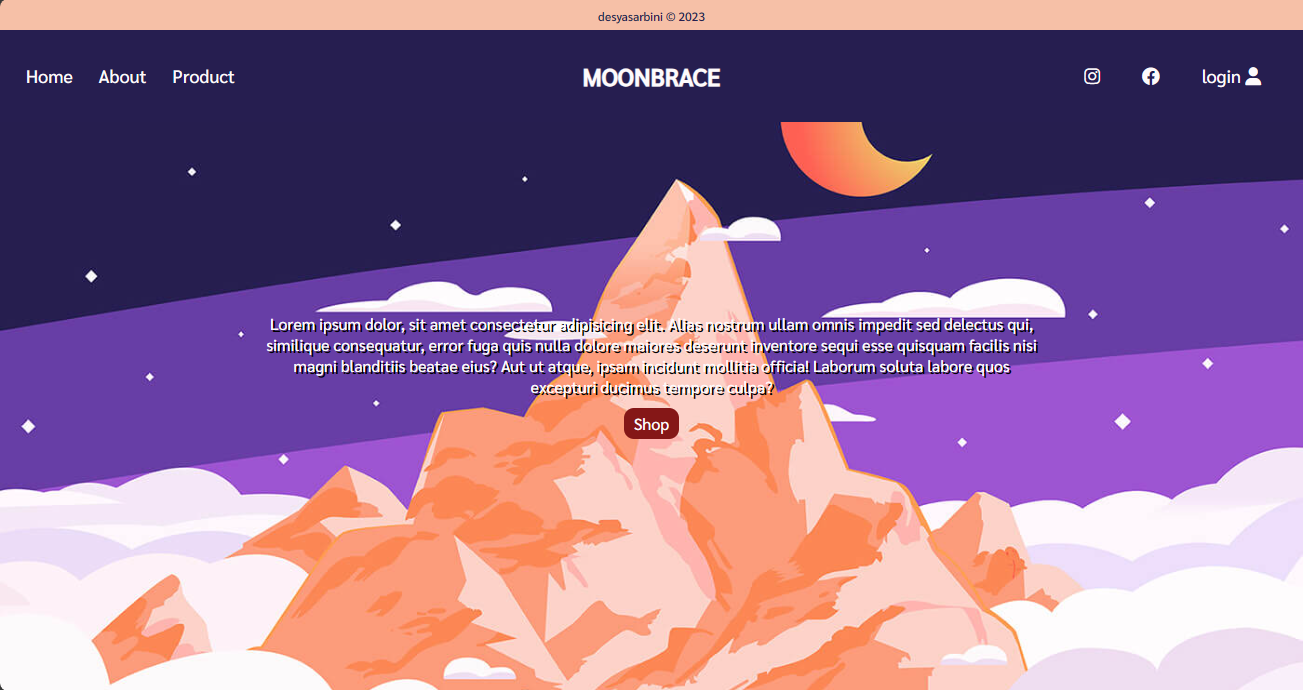 desyasarbini © 2023
Home About Product MOONBRACE login
Lorem ipsum dolor, sit amet consectetur adipisicing elit. Alias nostrum ullam omnis impedit sed delectus qui,
similique consequatur, error fuga quis nulla dolore maiores deserunt inventore sequi esse quisquam facilis nisi
magni blanditiis beatae eius? Aut ut atque, ipsam incidunt mollitia officia! Laborum soluta labore quos
excepturi ducimus tempore culpa?
Shop